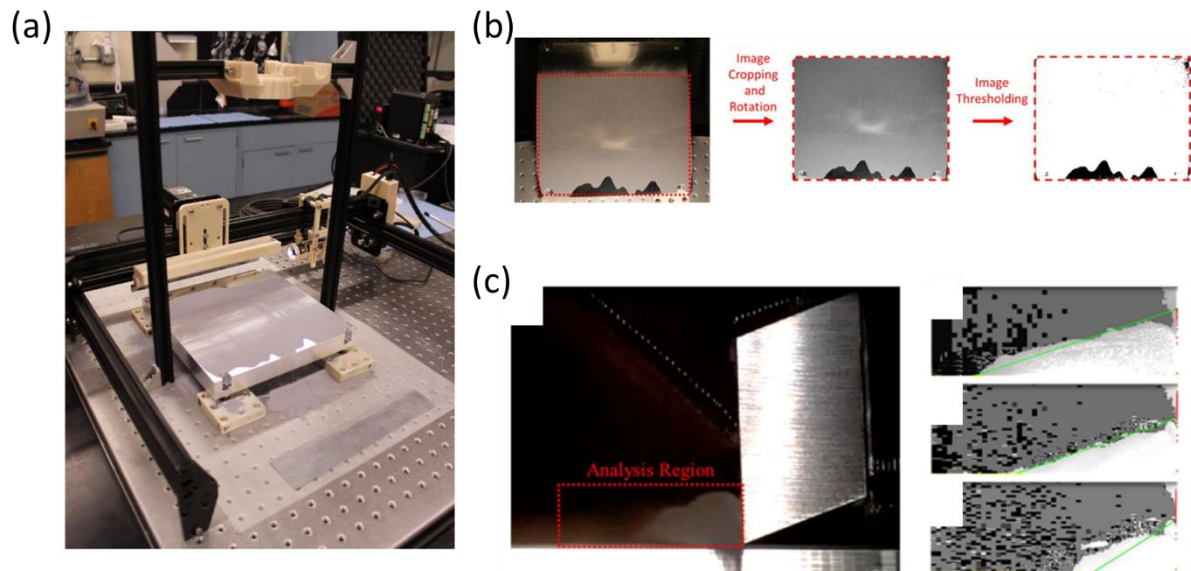 (a)
(b)
Image
Cropping
and
Rotation
Image
Thresholding
(c)
Analysis Region